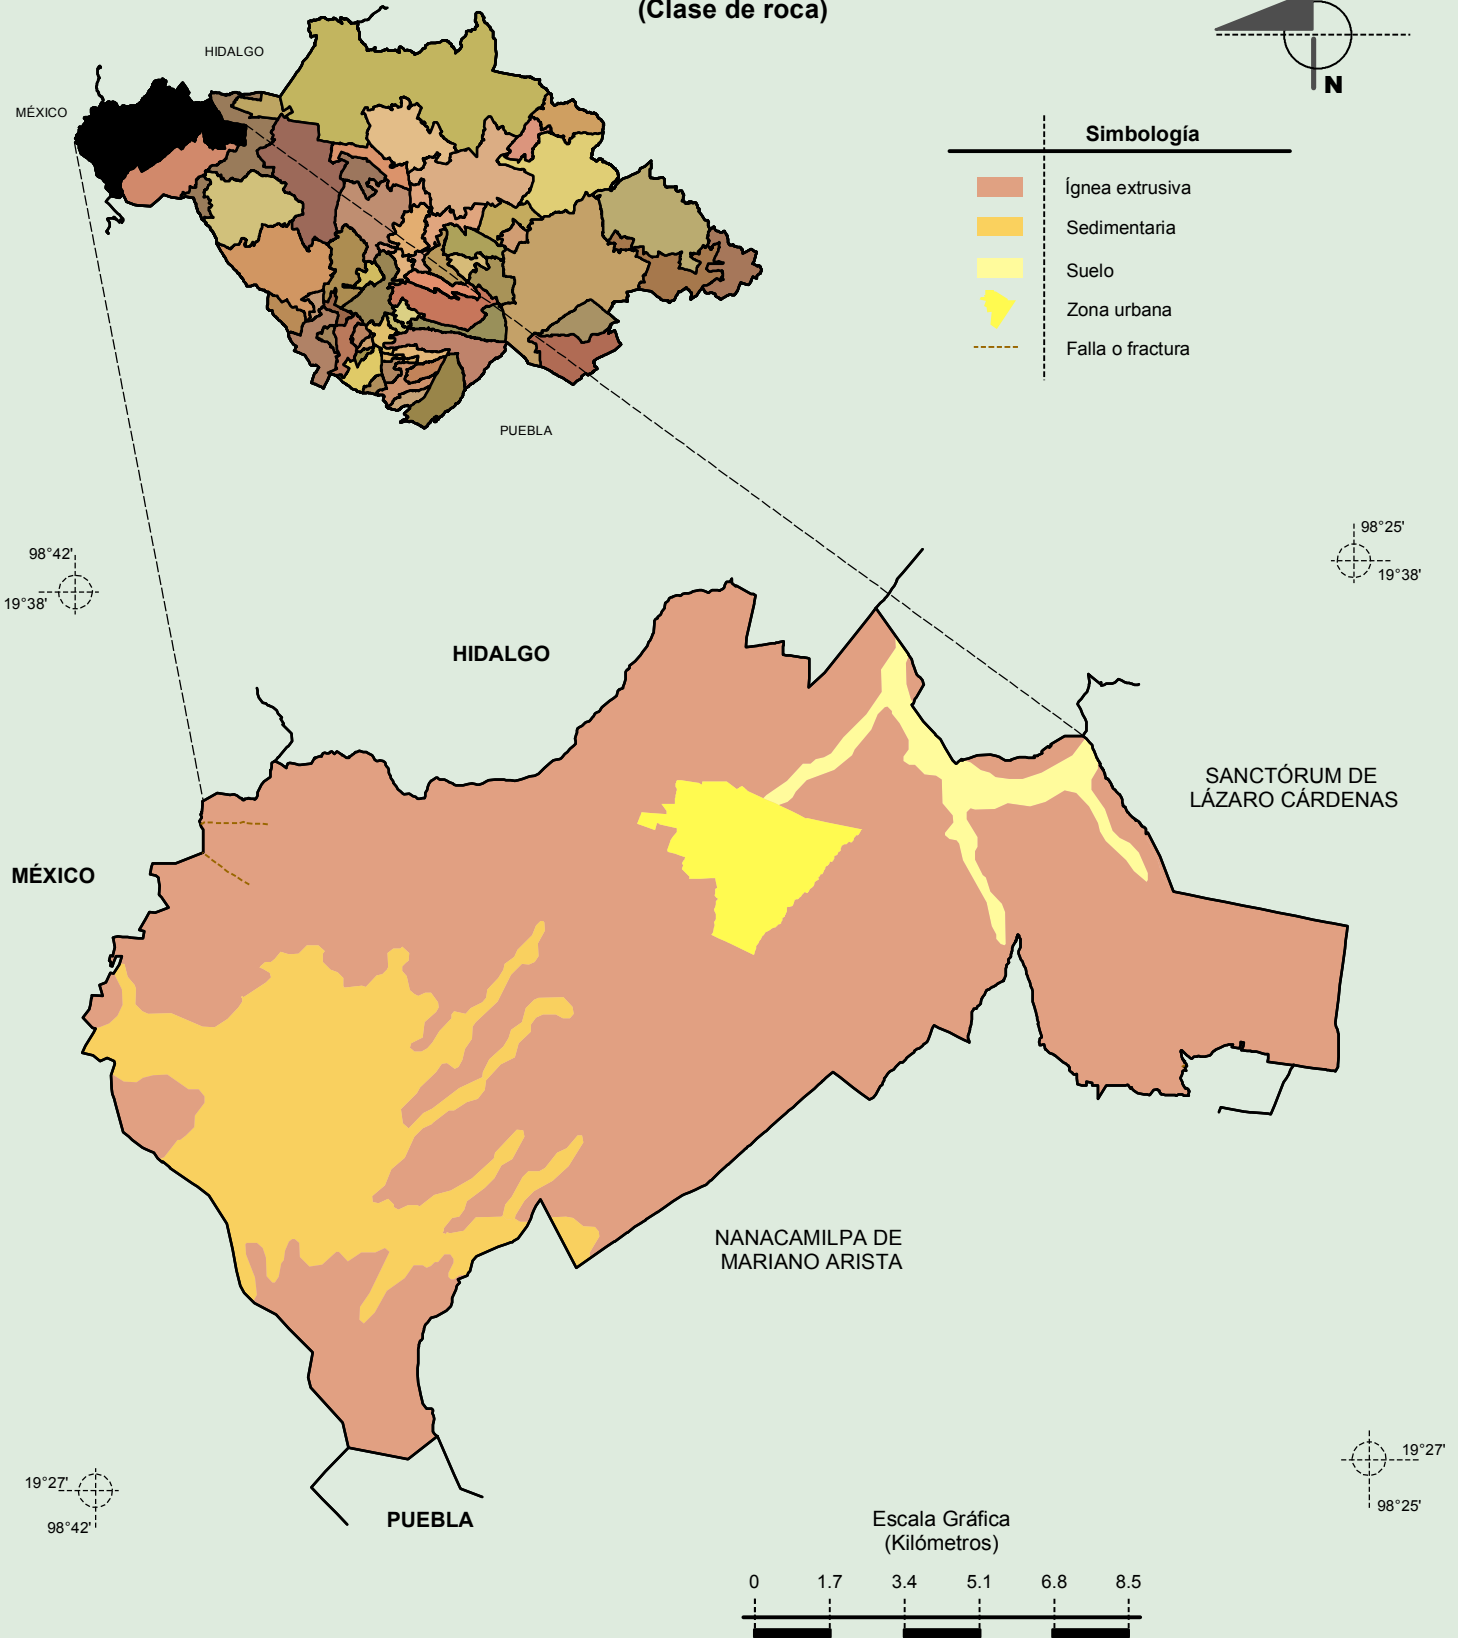 (Clase de roca)
N
HIDALGO
MÉXICO
PUEBLA
Simbología
Ígnea extrusiva
Sedimentaria
Suelo
Zona urbana
Falla o fractura
98°42'
19°38'
98°25'
19°38'
HIDALGO
SANCTÓRUM DE
LÁZARO CÁRDENAS
MÉXICO
NANACAMILPA DE
MARIANO ARISTA
19°27'
98°42'
19°27'
98°25'
PUEBLA
Escala Gráfica
(Kilómetros)
0 1.7 3.4 5.1 6.8 8.5